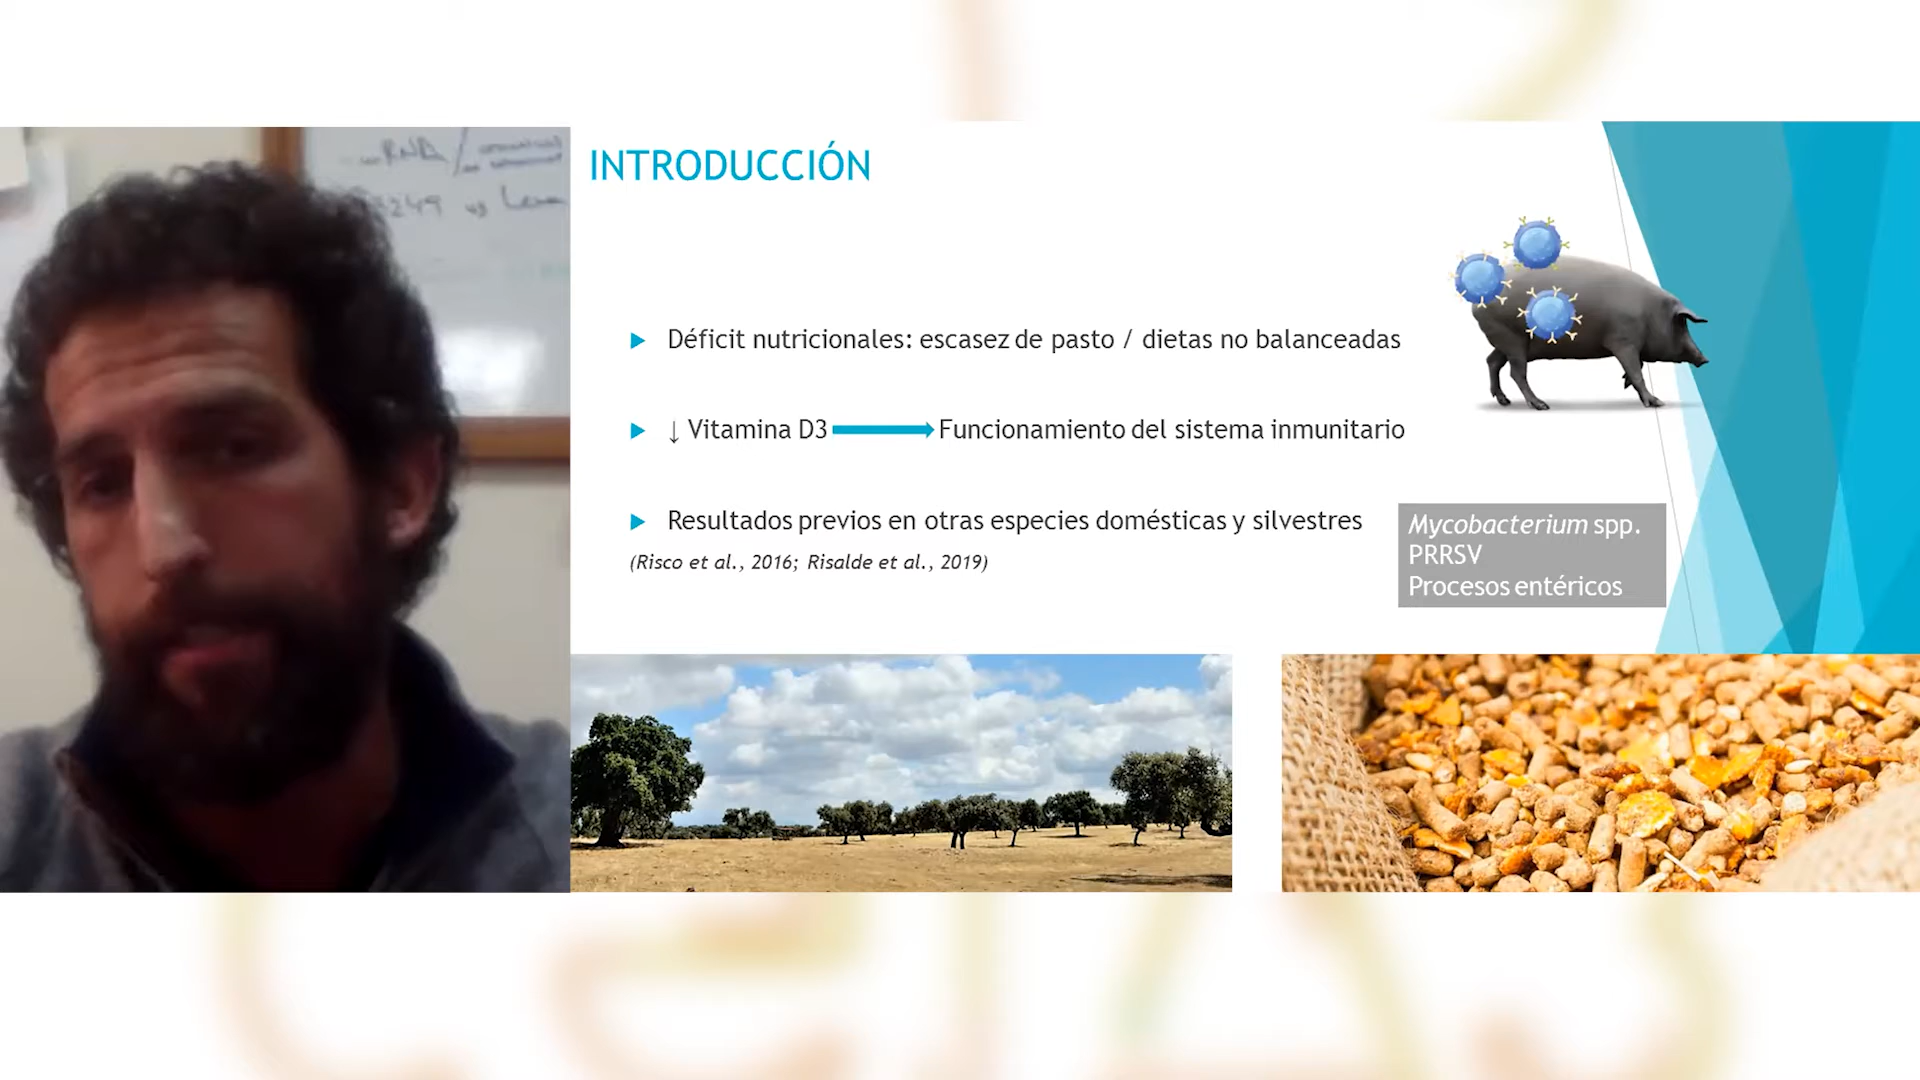 RNA
INTRODUCCIÓN
Déficit nutricionales: escasez de pasto / dietas no balanceadas
↓ Vitamina D3 Funcionamiento del sistema inmunitario
Resultados previos en otras especies domésticas y silvestres
(Risco et al., 2016; Risalde et al., 2019)
Mycobacterium spp.
PRRSV
Procesos entéricos